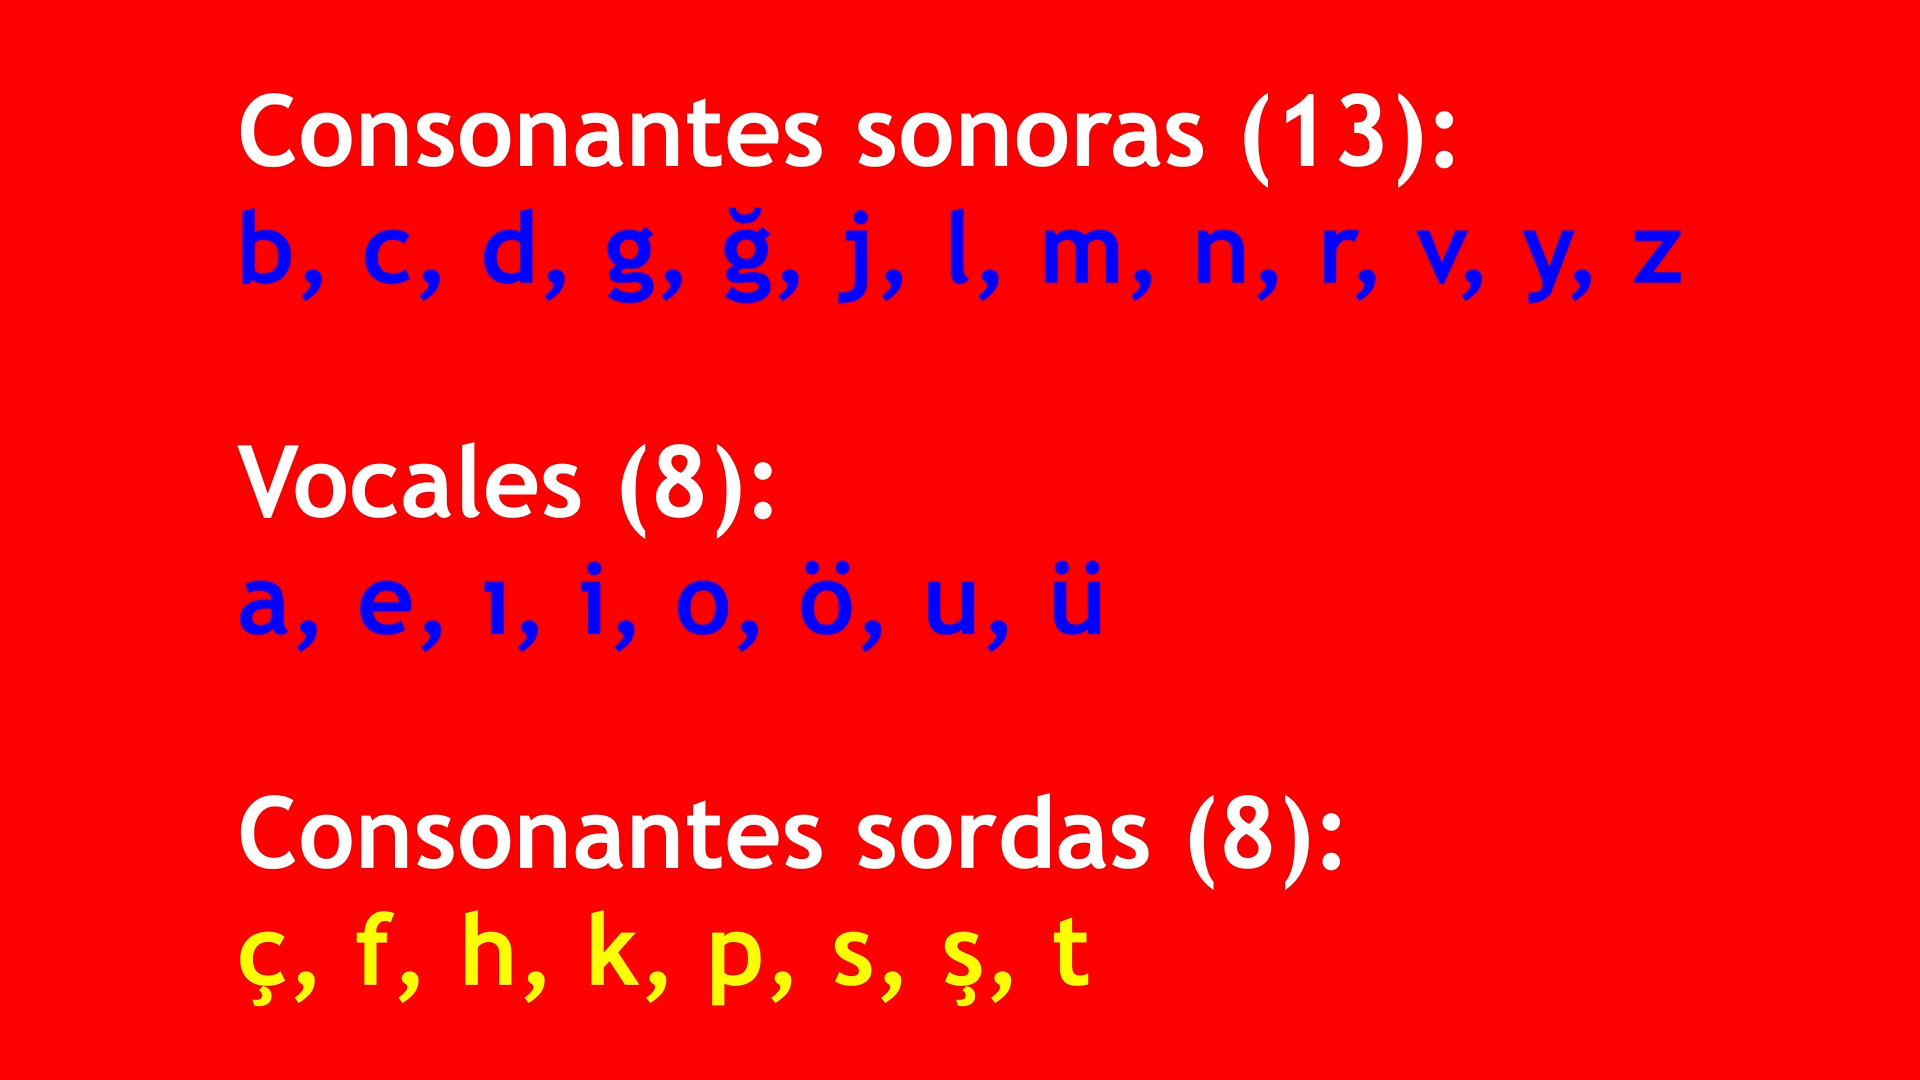 Consonantes sonoras (13):
b, c, d, g, ğ, j, l, m, n, r, v, y, z
Vocales (8):
a, e, ı, i, o, ö, u, ü
Consonantes sordas (8):
ç, f, h, k, p, s, ş, t